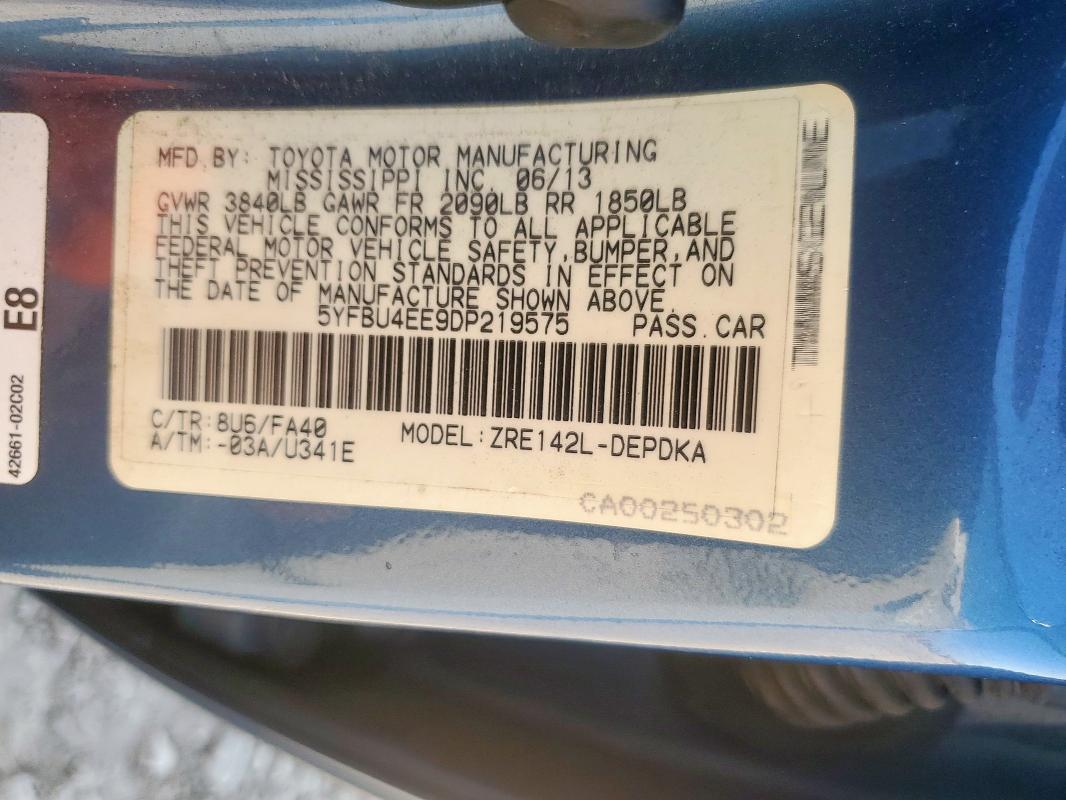 MFD.BY: TOYOTA MOTOR MANUFACTURING
MISSISSIPPI INC. 06/13
GVWR 3840LB GAWR FR 2090LB RR 1850LB
THIS VEHICLE CONFORMS TO ALL APPLICABLE
FEDERAL MOTOR VEHICLE SAFETY,BUMPER,AND
THEFT PREVENTION STANDARDS IN EFFECT ON
THE DATE OF MANUFACTURE SHOWN ABOVE.
5YFBU4EE9DP219575 PASS.CAR
C/TR:8U6/FA40 MODEL:ZRE142L-DEPDKA
A/TM:-03A/U341E
CA00250302
E8
42661-02C02